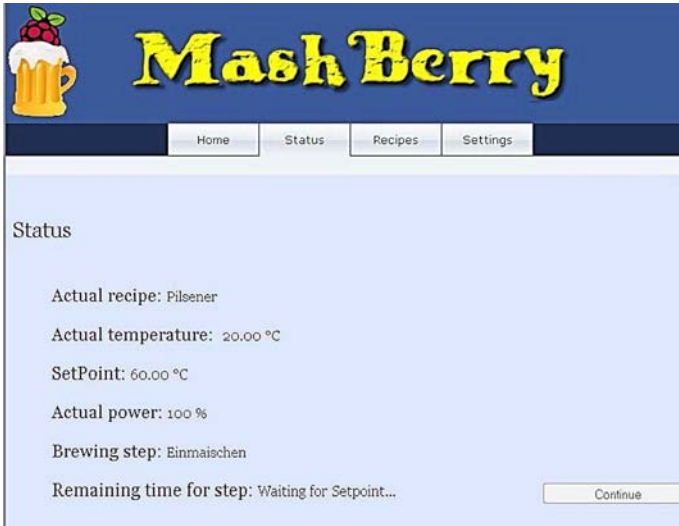 MashBerry
Home Status Recipes Settings
Status
Actual recipe: Pilsener
Actual temperature: 20.00 °C
SetPoint: 60.00 °C
Actual power: 100 %
Brewing step: Einmaischen
Remaining time for step: Waiting for Setpoint... Continue